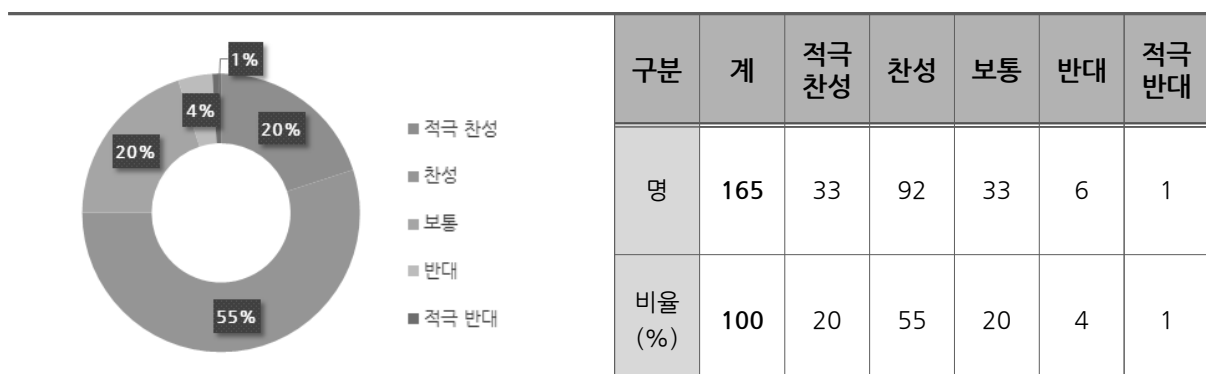 1%
4%
20%
20%
55%
적극 찬성
찬성
보통
반대
적극 반대
구분 계 적극 찬성 찬성 보통 반대 적극 반대
명 165 33 92 33 6 1
비율 (%) 100 20 55 20 4 1